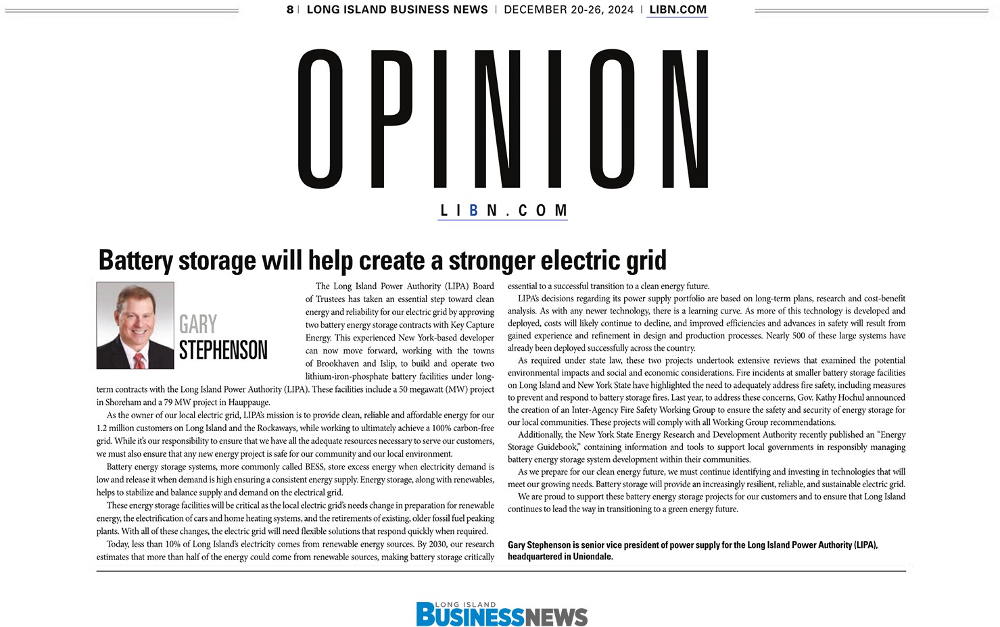 8 | LONG ISLAND BUSINESS NEWS | DECEMBER 20-26, 2024 | LIBN.COM
OPINION
LIBN.COM
Battery storage will help create a stronger electric grid
GARY
STEPHENSON
The Long Island Power Authority (LIPA) Board
of Trustees has taken an essential step toward clean
energy and reliability for our electric grid by approving
two battery energy storage contracts with Key Capture
Energy. This experienced New York-based developer
can now move forward, working with the towns
of Brookhaven and Islip, to build and operate two
lithium-iron-phosphate battery facilities under long-
term contracts with the Long Island Power Authority (LIPA). These facilities include a 50 megawatt (MW) project
in Shoreham and a 79 MW project in Hauppauge.
As the owner of our local electric grid, LIPA's mission is to provide clean, reliable and affordable energy for our
1.2 million customers on Long Island and the Rockaways, while working to ultimately achieve a 100% carbon-free
grid. While it's our responsibility to ensure that we have all the adequate resources necessary to serve our customers,
we must also ensure that any new energy project is safe for our community and our local environment.
Battery energy storage systems, more commonly called BESS, store excess energy when electricity demand is
low and release it when demand is high ensuring a consistent energy supply. Energy storage, along with renewables,
helps to stabilize and balance supply and demand on the electrical grid.
These energy storage facilities will be critical as the local electric grid's needs change in preparation for renewable
energy, the electrification of cars and home heating systems, and the retirements of existing, older fossil fuel peaking
plants. With all of these changes, the electric grid will need flexible solutions that respond quickly when required.
Today, less than 10% of Long Island's electricity comes from renewable energy sources. By 2030, our research
estimates that more than half of the energy could come from renewable sources, making battery storage critically
essential to a successful transition to a clean energy future.
LIPA's decisions regarding its power supply portfolio are based on long-term plans, research and cost-benefit
analysis. As with any newer technology, there is a learning curve. As more of this technology is developed and
deployed, costs will likely continue to decline, and improved efficiencies and advances in safety will result from
gained experience and refinement in design and production processes. Nearly 500 of these large systems have
already been deployed successfully across the country.
As required under state law, these two projects undertook extensive reviews that examined the potential
environmental impacts and social and economic considerations. Fire incidents at smaller battery storage facilities
on Long Island and New York State have highlighted the need to adequately address fire safety, including measures
to prevent and respond to battery storage fires. Last year, to address these concerns, Gov. Kathy Hochul announced
the creation of an Inter-Agency Fire Safety Working Group to ensure the safety and security of energy storage for
our local communities. These projects will comply with all Working Group recommendations.
Additionally, the New York State Energy Research and Development Authority recently published an “Energy
Storage Guidebook,” containing information and tools to support local governments in responsibly managing
battery energy storage system development within their communities.
As we prepare for our clean energy future, we must continue identifying and investing in technologies that will
meet our growing needs. Battery storage will provide an increasingly resilient, reliable, and sustainable electric grid.
We are proud to support these battery energy storage projects for our customers and to ensure that Long Island
continues to lead the way in transitioning to a green energy future.
Gary Stephenson is senior vice president of power supply for the Long Island Power Authority (LIPA),
headquartered in Uniondale.
LONG ISLAND
BUSINESSNEWS